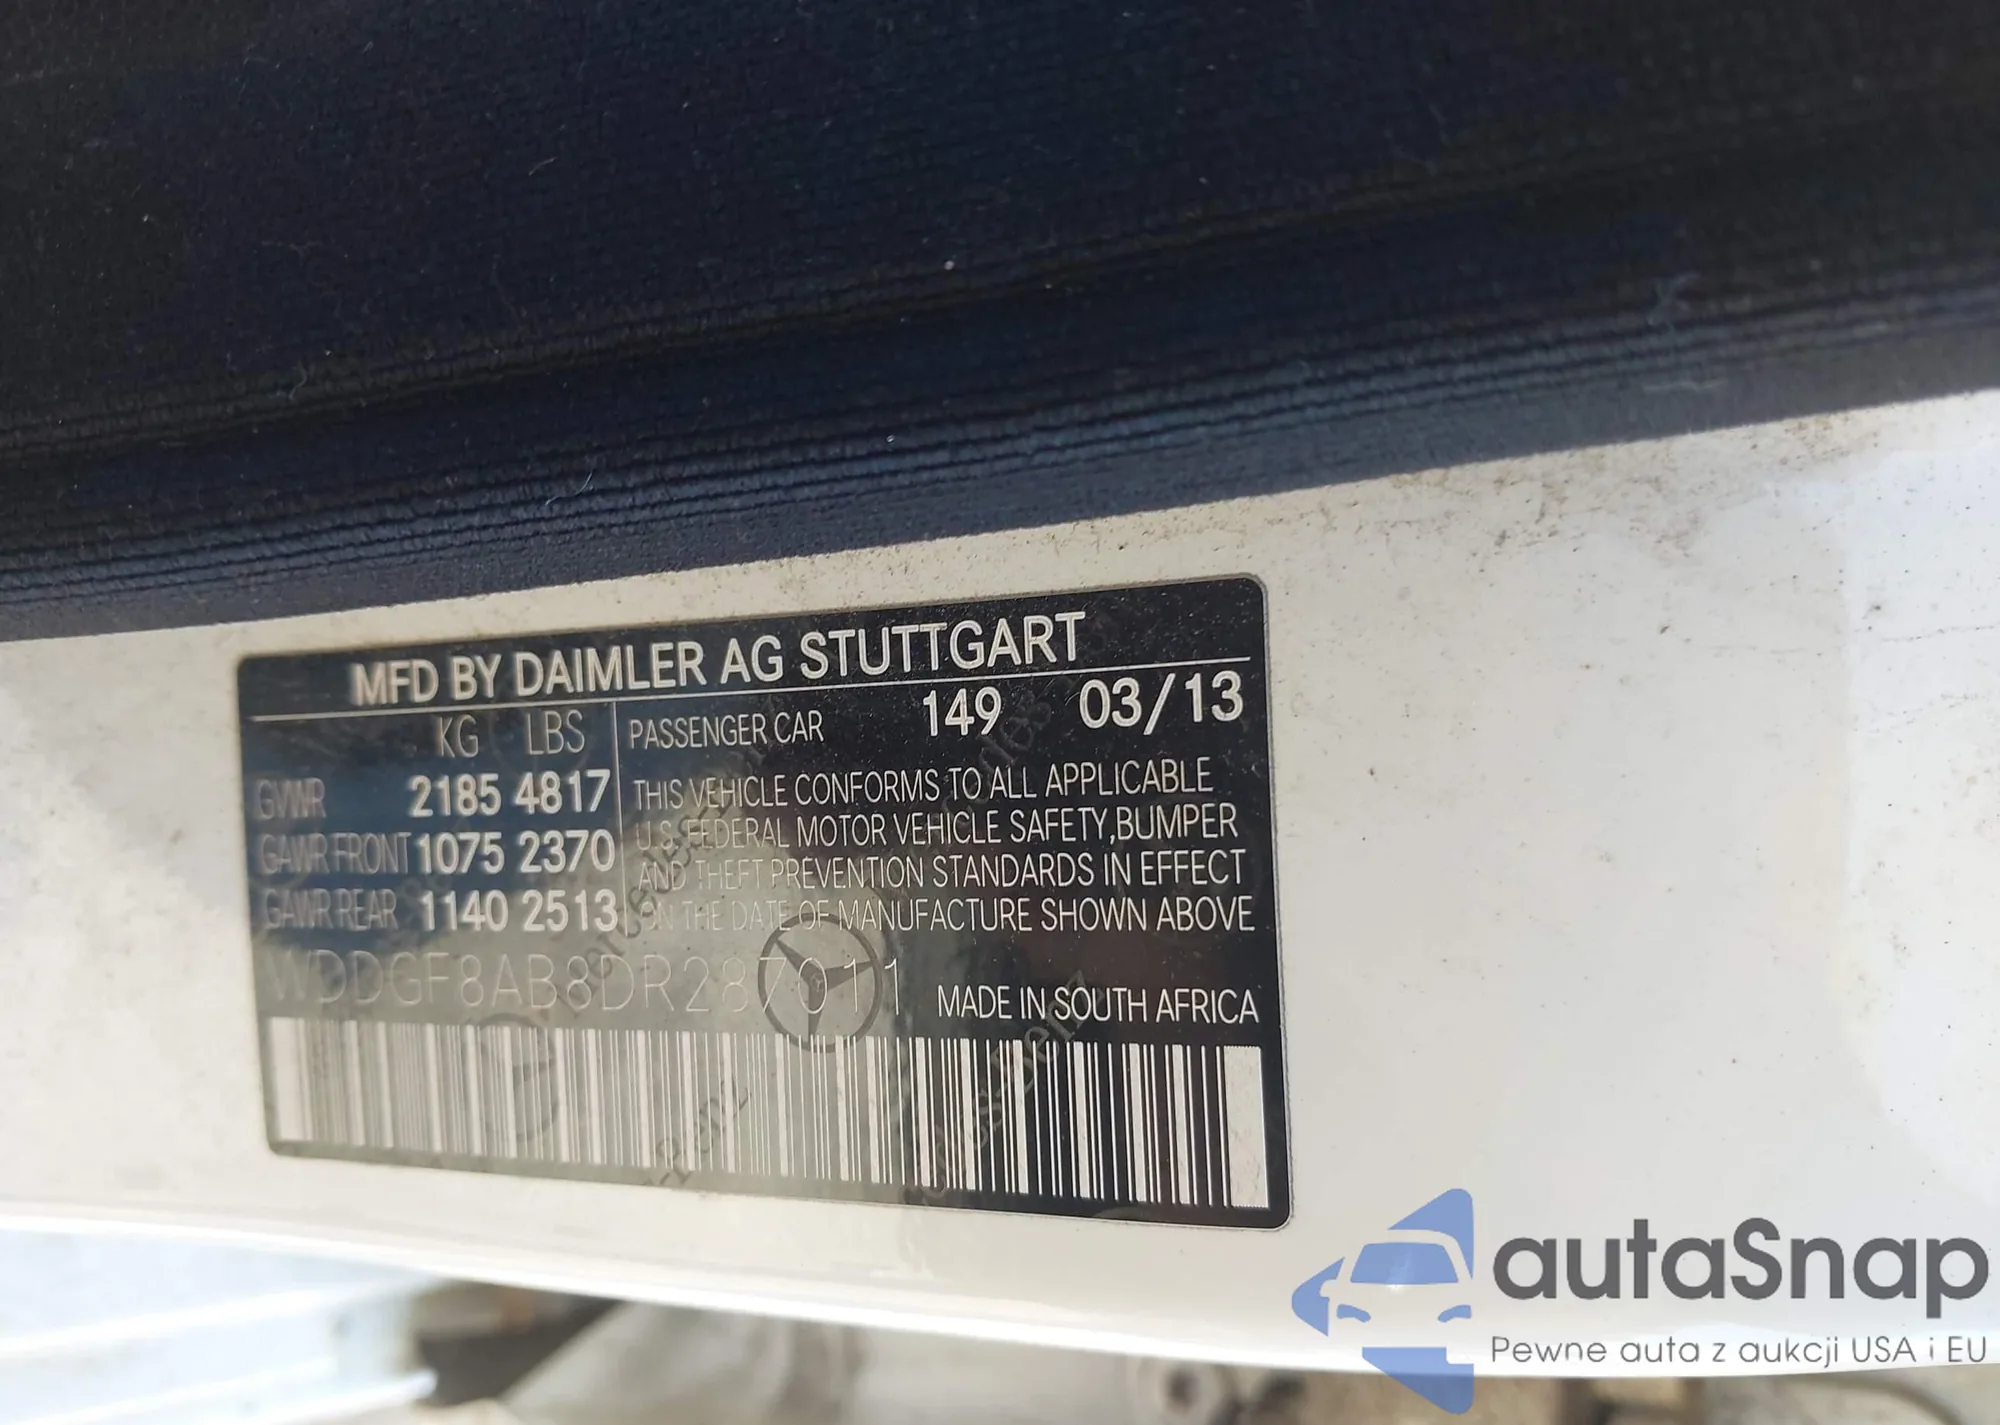 MFD BY DAIMLER AG STUTTGART
KG LBS PASSENGER CAR 149 03/13
GVWR 2185 4817 THIS VEHICLE CONFORMS TO ALL APPLICABLE
GAWR FRONT 1075 2370 U.S. FEDERAL MOTOR VEHICLE SAFETY, BUMPER
GAWR REAR 1140 2513 AND THEFT PREVENTION STANDARDS IN EFFECT
ON THE DATE OF MANUFACTURE SHOWN ABOVE
WDDGF8AB8DR287011 MADE IN SOUTH AFRICA
autaSnap
Pewne auta z aukcji USA i EU